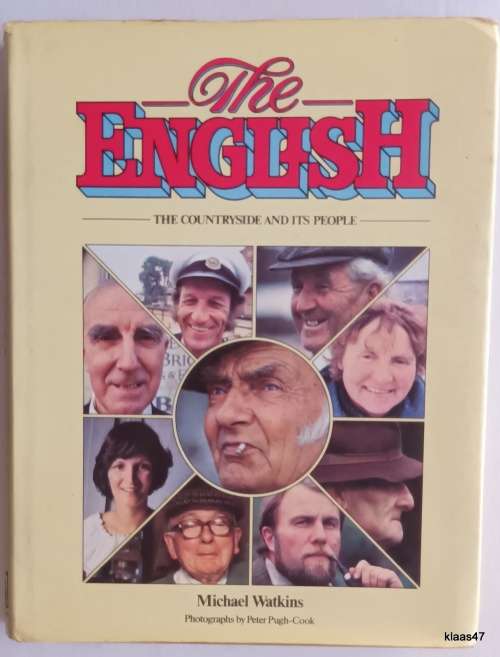 The
ENGLISH
THE COUNTRYSIDE AND ITS PEOPLE
Michael Watkins
Photographs by Peter Pugh-Cook
klaas47